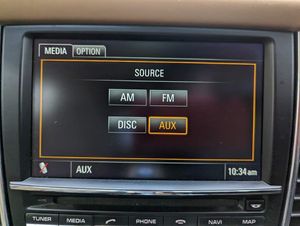 MEDIA OPTION
SOURCE
AM FM
DISC AUX
AUX 10:34am
TUNER MEDIA PHONE NAVI MAP